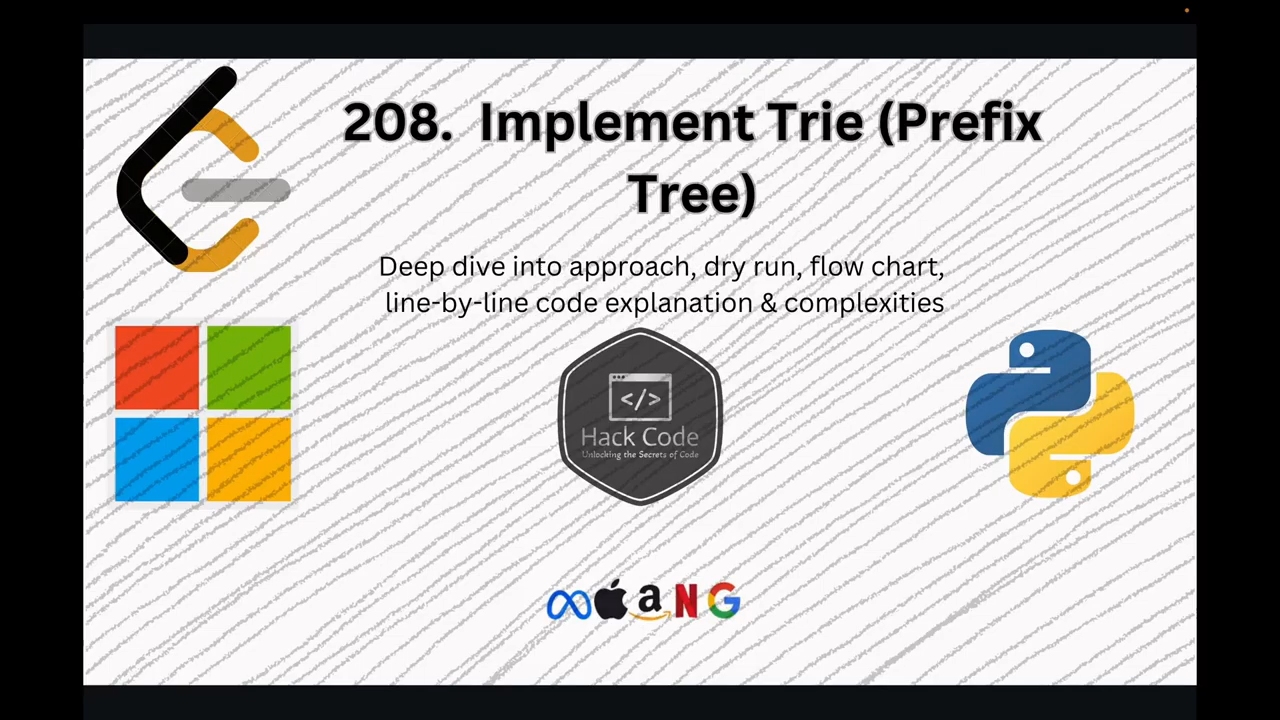 208. Implement Trie (Prefix
Tree)
Deep dive into approach, dry run, flow chart,
line-by-line code explanation & complexities
</>
Hack Code
Unlocking the Secrets of Code
a N G